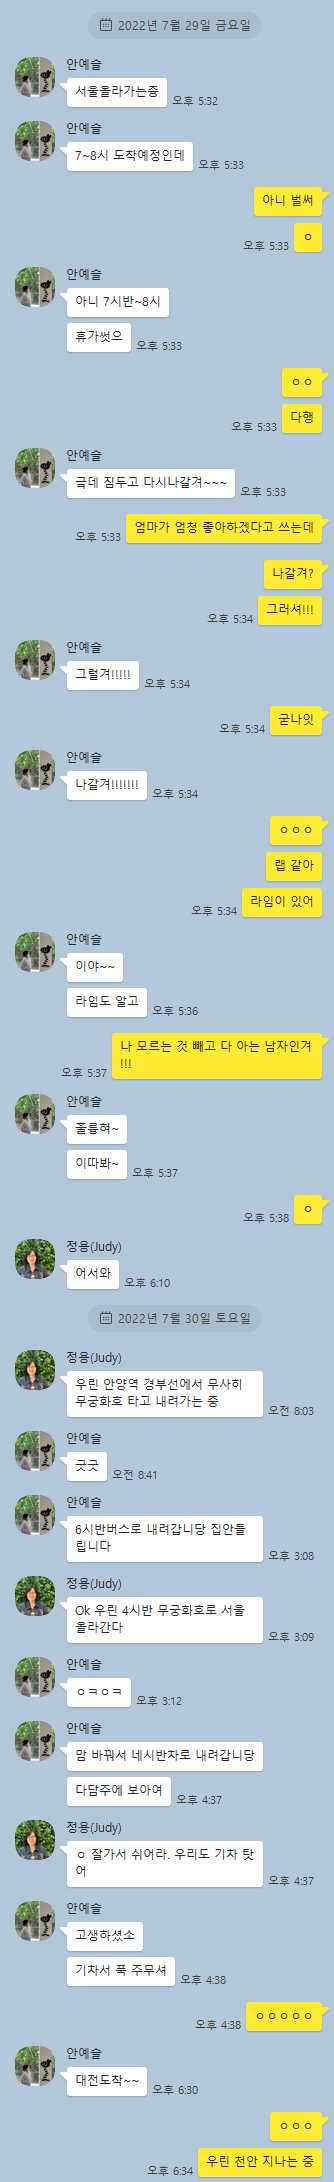 2022년 7월 29일 금요일
안예슬
서울올라가는중
오후 5:32
안예슬
7~8시 도착예정인데
오후 5:33
아니 벌써
ㅇ
오후 5:33
안예슬
아니 7시반~8시
휴가썻으
오후 5:33
ㅇㅇ
다행
오후 5:33
안예슬
극데 짐두고 다시나갈겨~~~
오후 5:33
엄마가 엄청 좋아하겠다고 쓰는데
오후 5:33
나갈겨?
그러셔!!!
오후 5:34
안예슬
그럴겨!!!!!
오후 5:34
굳나잇
오후 5:34
안예슬
나갈겨!!!!!!!
오후 5:34
ㅇㅇㅇ
랩 같아
라임이 있어
오후 5:34
안예슬
이야~~
라임도 알고
오후 5:36
나 모르는 것 빼고 다 아는 남자인겨
!!!
오후 5:37
안예슬
훌륭혀~
이따봐~
오후 5:37
ㅇ
오후 5:38
정용(Judy)
어서와
오후 6:10
2022년 7월 30일 토요일
정용(Judy)
우린 안양역 경부선에서 무사히
무궁화호 타고 내려가는 중
오전 8:03
안예슬
굿굿
오전 8:41
안예슬
6시반버스로 내려갑니당 집안들
립니다
오후 3:08
정용(Judy)
Ok 우린 4시반 무궁화호로 서울
올라간다
오후 3:09
안예슬
ㅇㅋㅇㅋ
오후 3:12
안예슬
맘 바꿔서 네시반차로 내려갑니당
다담주에 보아여
오후 4:37
정용(Judy)
ㅇ 잘가서 쉬어라. 우리도 기차 탓
어
오후 4:37
안예슬
고생하셨소
기차서 푹 주무셔
오후 4:38
ㅇㅇㅇㅇㅇ
오후 4:38
안예슬
대전도착~~
오후 6:30
ㅇㅇㅇ
우린 천안 지나는 중
오후 6:34